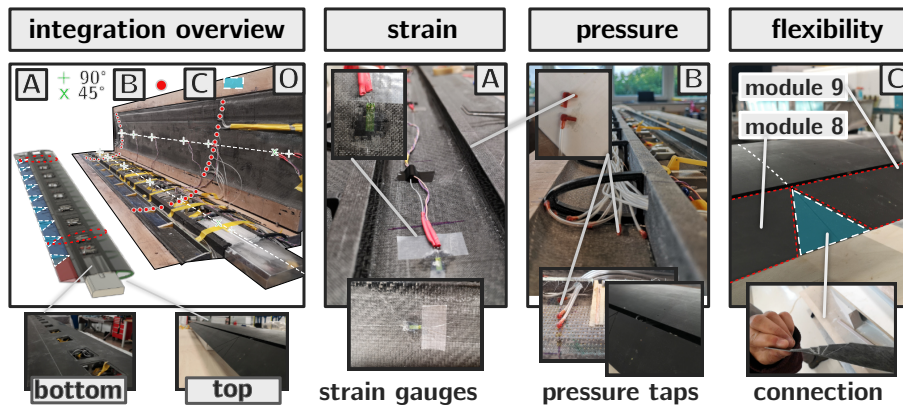 integration overview
strain
pressure
flexibility
A
+ 90°
x 45°
B
C
O
A
B
C
module 9
module 8
bottom
top
strain gauges
pressure taps
connection